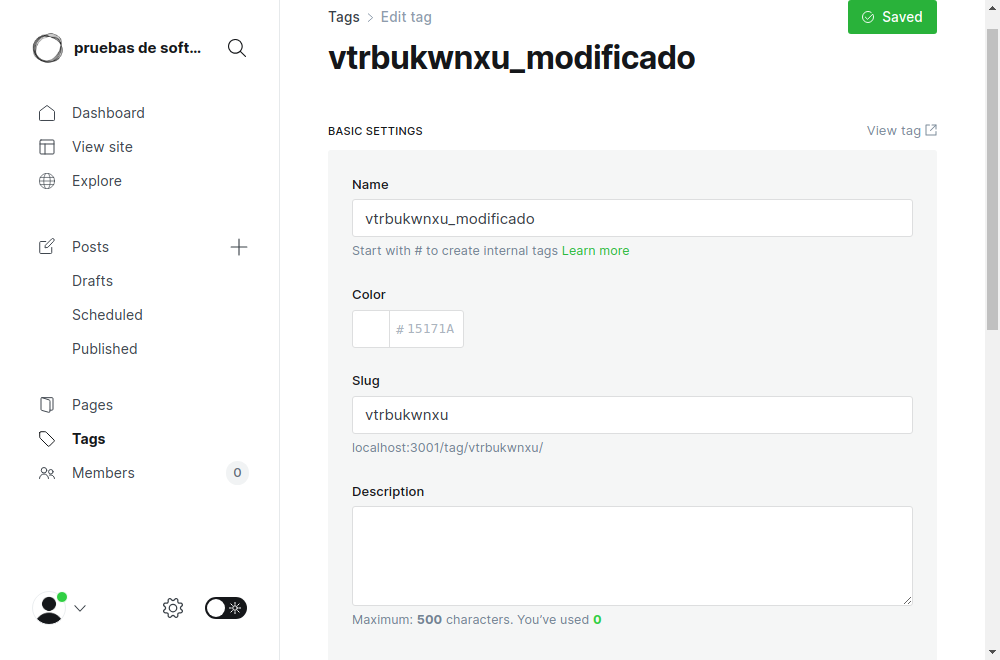 pruebas de soft...
Dashboard
View site
Explore
Posts
Drafts
Scheduled
Published
Pages
Tags
Members
0
Tags > Edit tag
Saved
vtrbukwnxu_modificado
BASIC SETTINGS
View tag
Name
vtrbukwnxu_modificado
Start with # to create internal tags Learn more
Color
# 15171A
Slug
vtrbukwnxu
localhost:3001/tag/vtrbukwnxu/
Description
Maximum: 500 characters. You've used 0